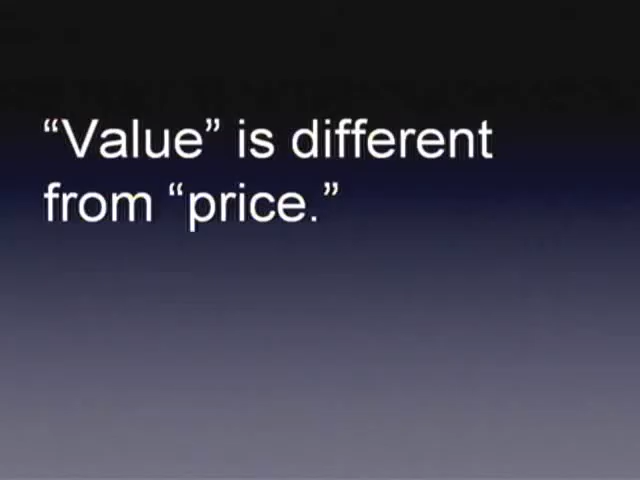 “Value” is different
from “price.”